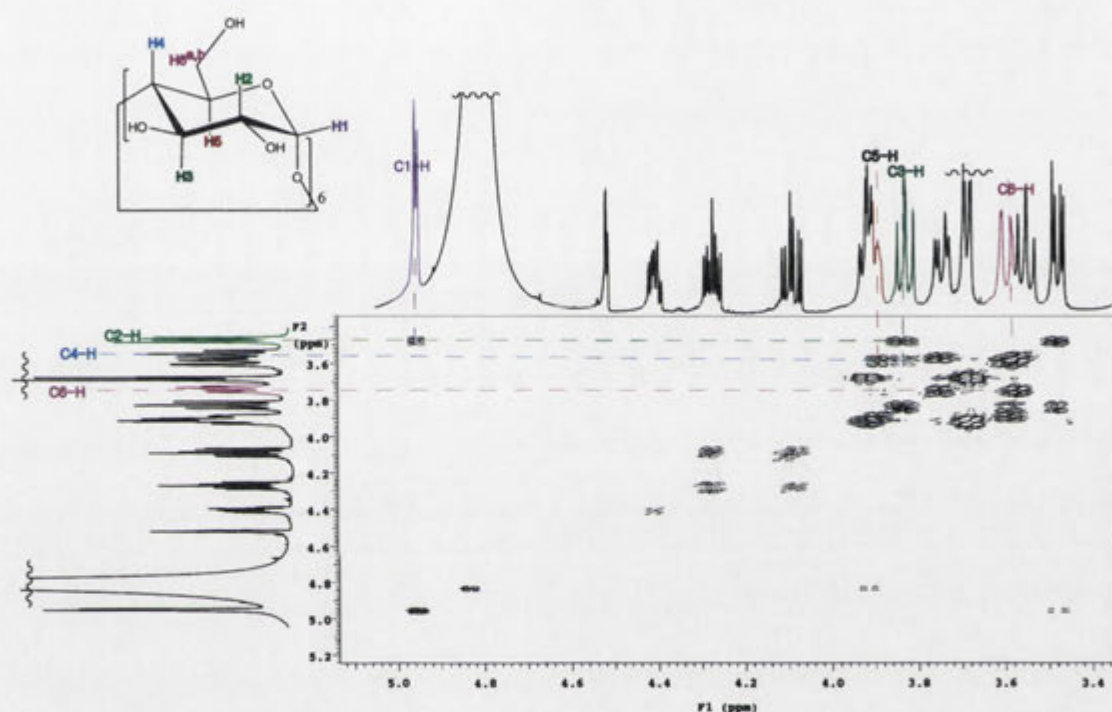 OH
H4
H6a,b
H2
O
HO
H1
OH
H5
H3
O
6
C1-H
C5-H
C3-H
C6-H
C2-H
C4-H
C6-H
F2
(ppm)
3.6
3.8
4.0
4.2
4.4
4.6
4.8
5.0
5.2
5.0 4.8 4.6 4.4 4.2 4.0 3.8 3.6 3.4
F1 (ppm)